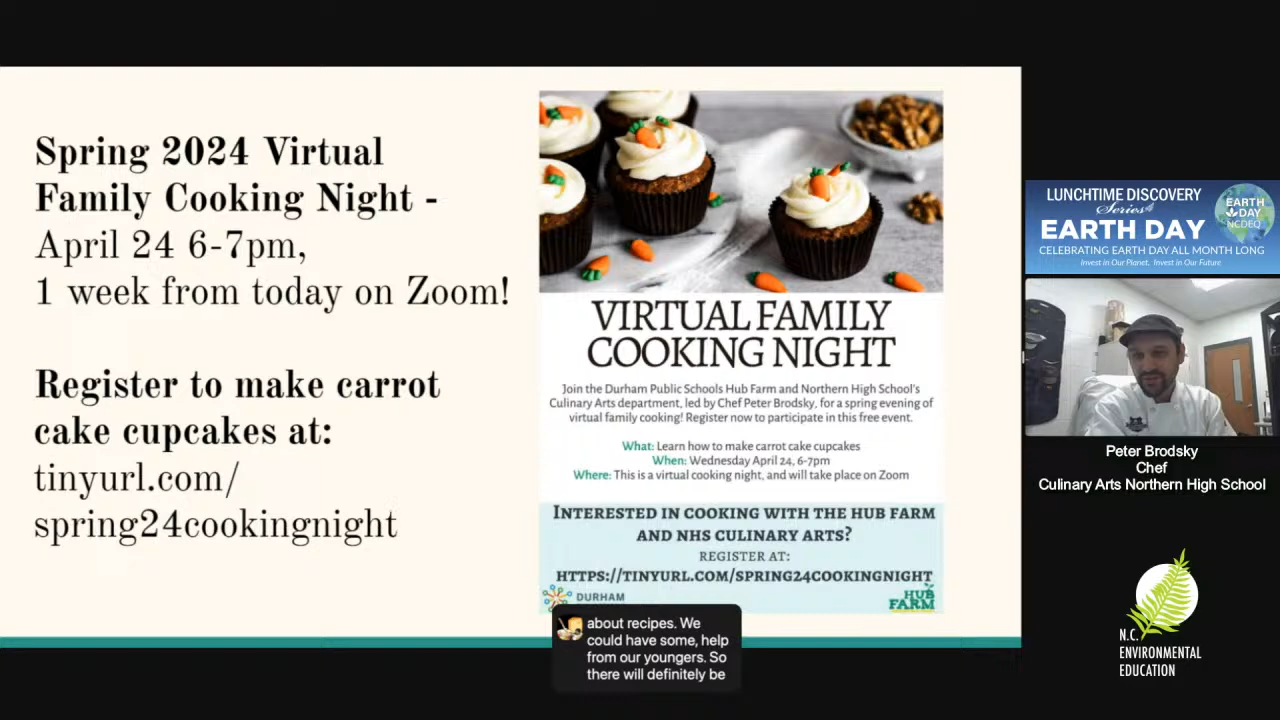 Spring 2024 Virtual
Family Cooking Night -
April 24 6-7pm,
1 week from today on Zoom!
Register to make carrot
cake cupcakes at:
tinyurl.com/
spring24cookingnight
VIRTUAL FAMILY
COOKING NIGHT
Join the Durham Public Schools Hub Farm and Northern High School's
Culinary Arts department, led by Chef Peter Brodsky, for a spring evening of
virtual family cooking! Register now to participate in this free event.
What: Learn how to make carrot cake cupcakes
When: Wednesday April 24, 6-7pm
Where: This is a virtual cooking night, and will take place on Zoom
INTERESTED IN COOKING WITH THE HUB FARM
AND NHS CULINARY ARTS?
REGISTER AT:
HTTPS://TINYURL.COM/SPRING24COOKINGNIGHT
DURHAM
HUB
FARM
about recipes. We
could have some, help
from our youngers. So
there will definitely be
LUNCHTIME DISCOVERY
Series
EARTH DAY
CELEBRATING EARTH DAY ALL MONTH LONG
Invest in Our Planet. Invest in Our Future
EARTH
DAY
NCDEQ
Peter Brodsky
Chef
Culinary Arts Northern High School
N.C.
ENVIRONMENTAL
EDUCATION